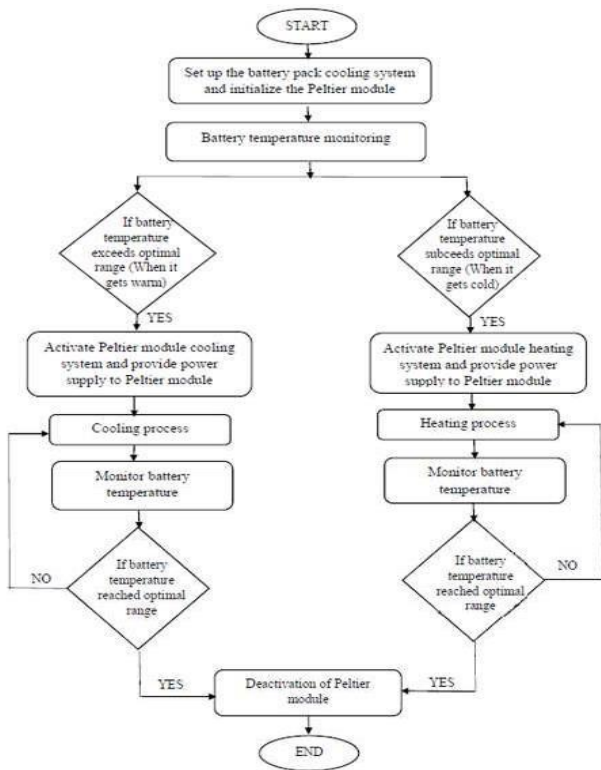 START
Set up the battery pack cooling system
and initialize the Peltier module
Battery temperature monitoring
If battery
temperature
exceeds optimal
range (When it
gets warm)
YES
Activate Peltier module cooling
system and provide power
supply to Peltier module
Cooling process
Monitor battery
temperature
If battery
temperature
reached optimal
range
NO
YES
If battery
temperature
subceeds optimal
range (When it
gets cold)
YES
Activate Peltier module heating
system and provide power
supply to Peltier module
Heating process
Monitor battery
temperature
If battery
temperature
reached optimal
range
NO
YES
Deactivation of Peltier
module
END